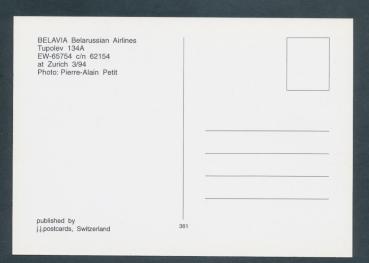 BELAVIA Belarussian Airlines
Tupolev 134A
EW-65754 c/n 62154
at Zurich 3/94
Photo: Pierre-Alain Petit
published by
j.j.postcards, Switzerland
361